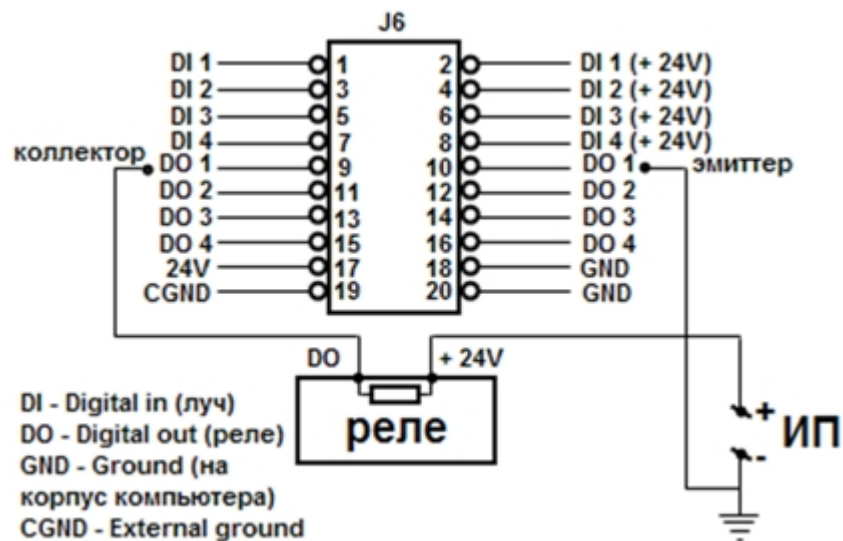 J6
DI 1 1 2 DI 1 (+ 24V)
DI 2 3 4 DI 2 (+ 24V)
DI 3 5 6 DI 3 (+ 24V)
DI 4 7 8 DI 4 (+ 24V)
коллектор DO 1 9 10 DO 1 эмиттер
DO 2 11 12 DO 2
DO 3 13 14 DO 3
DO 4 15 16 DO 4
24V 17 18 GND
CGND 19 20 GND
DO + 24V
реле
+ ИП
-
DI - Digital in (луч)
DO - Digital out (реле)
GND - Ground (на
корпус компьютера)
CGND - External ground